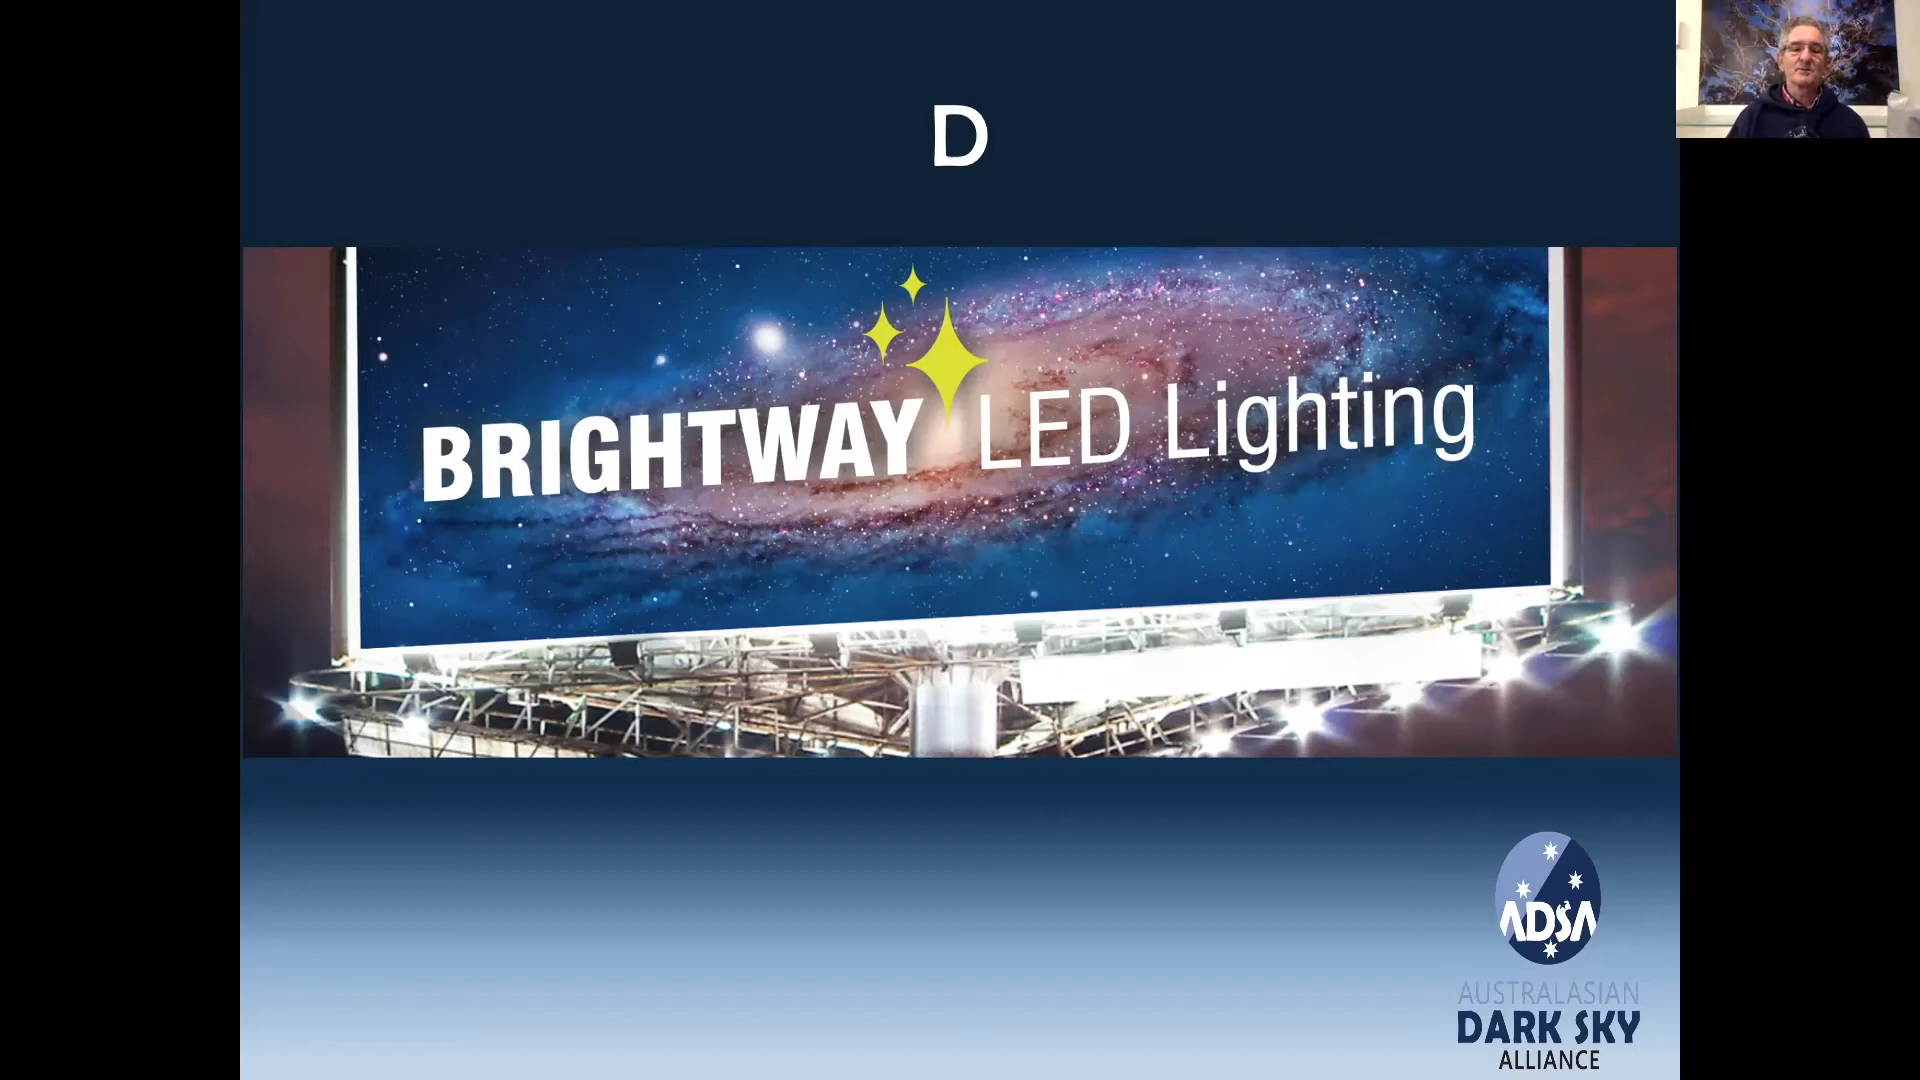 D
BRIGHTWAY LED Lighting
ADSA
AUSTRALASIAN
DARK SKY
ALLIANCE